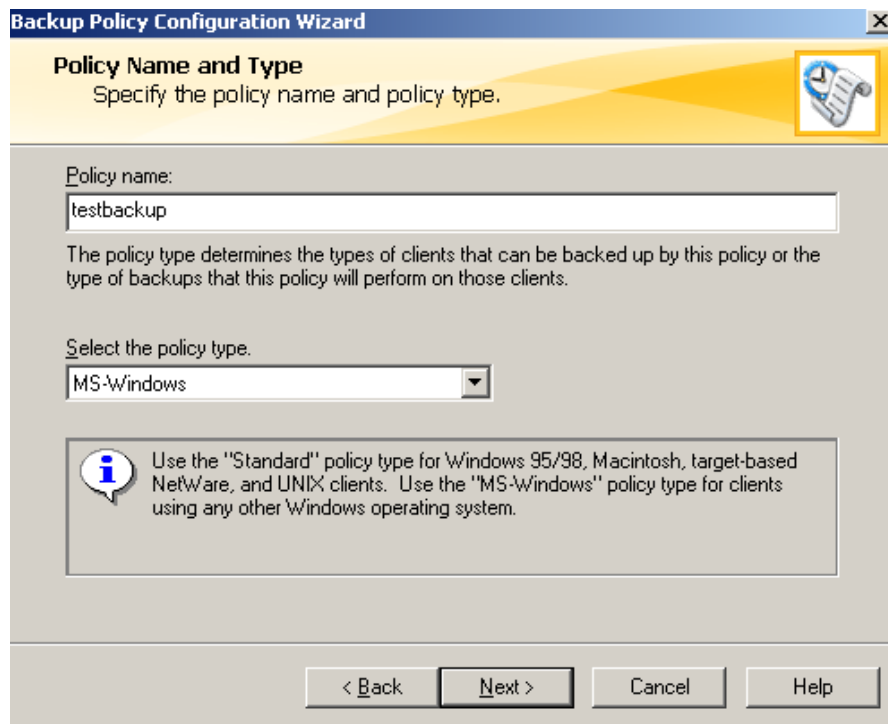 Backup Policy Configuration Wizard
Policy Name and Type
Specify the policy name and policy type.
Policy name:
testbackup
The policy type determines the types of clients that can be backed up by this policy or the
type of backups that this policy will perform on those clients.
Select the policy type.
MS-Windows
Use the "Standard" policy type for Windows 95/98, Macintosh, target-based
NetWare, and UNIX clients.  Use the "MS-Windows" policy type for clients
using any other Windows operating system.
< Back
Next >
Cancel
Help